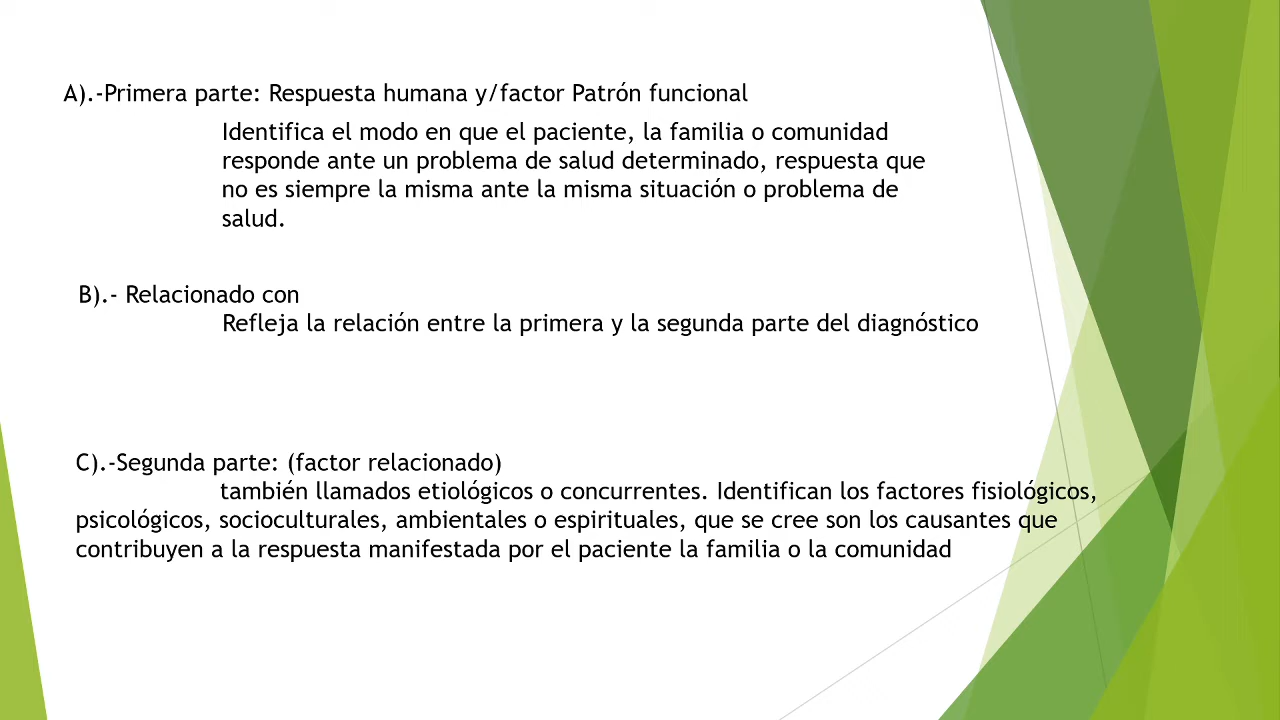 A).-Primera parte: Respuesta humana y/factor Patrón funcional
Identifica el modo en que el paciente, la familia o comunidad
responde ante un problema de salud determinado, respuesta que
no es siempre la misma ante la misma situación o problema de
salud.
B).- Relacionado con
Refleja la relación entre la primera y la segunda parte del diagnóstico
C).-Segunda parte: (factor relacionado)
también llamados etiológicos o concurrentes. Identifican los factores fisiológicos,
psicológicos, socioculturales, ambientales o espirituales, que se cree son los causantes que
contribuyen a la respuesta manifestada por el paciente la familia o la comunidad